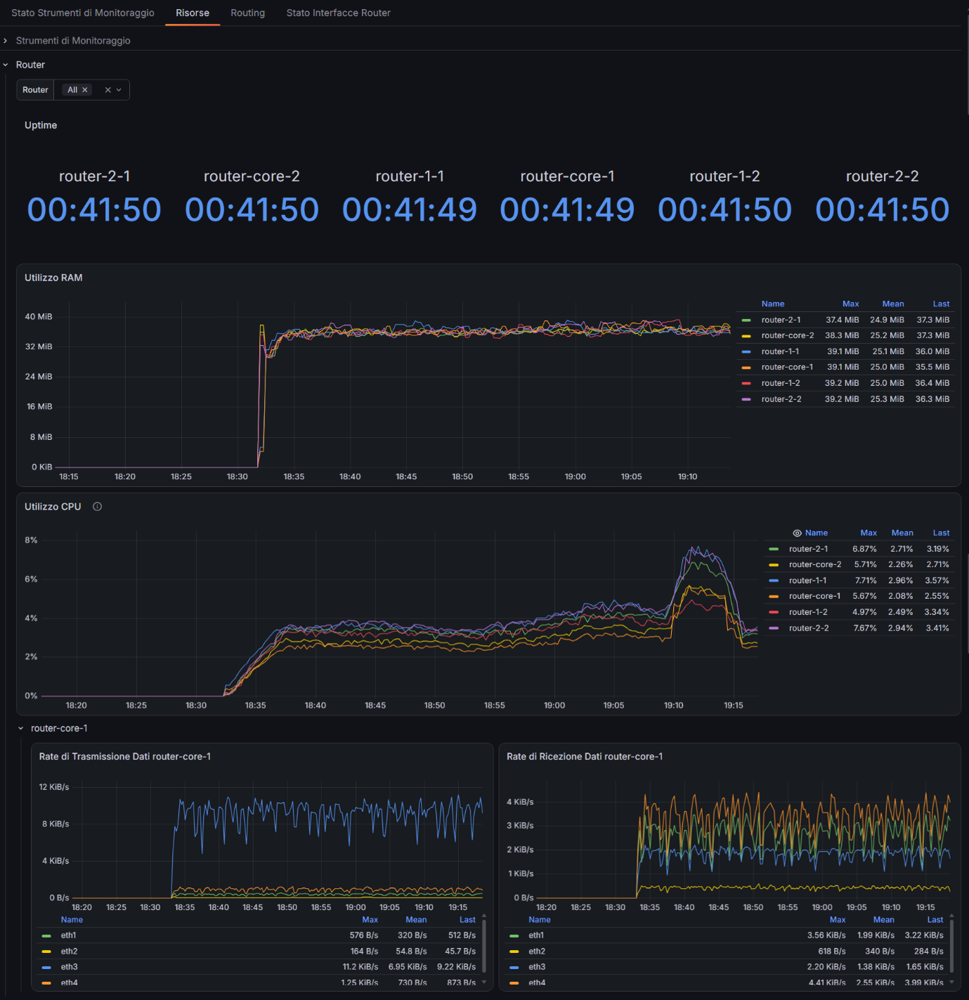 Stato Strumenti di Monitoraggio Risorse Routing Stato Interfacce Router
Strumenti di Monitoraggio
Router
Router All
Uptime
router-2-1 router-core-2 router-1-1 router-core-1 router-1-2 router-2-2
00:41:50 00:41:50 00:41:49 00:41:49 00:41:50 00:41:50
Utilizzo RAM
40 MiB
32 MiB
24 MiB
16 MiB
8 MiB
0 KiB
18:15 18:20 18:25 18:30 18:35 18:40 18:45 18:50 18:55 19:00 19:05 19:10
Name Max Mean Last
router-2-1 37.4 MiB 24.9 MiB 37.3 MiB
router-core-2 38.3 MiB 25.2 MiB 37.3 MiB
router-1-1 39.1 MiB 25.1 MiB 36.0 MiB
router-core-1 39.1 MiB 25.0 MiB 35.5 MiB
router-1-2 39.2 MiB 25.0 MiB 36.4 MiB
router-2-2 39.2 MiB 25.3 MiB 36.3 MiB
Utilizzo CPU
8%
6%
4%
2%
0%
18:20 18:25 18:30 18:35 18:40 18:45 18:50 18:55 19:00 19:05 19:10 19:15
Name Max Mean Last
router-2-1 6.87% 2.71% 3.19%
router-core-2 5.71% 2.26% 2.71%
router-1-1 7.71% 2.96% 3.57%
router-core-1 5.67% 2.08% 2.55%
router-1-2 4.97% 2.49% 3.34%
router-2-2 7.67% 2.94% 3.41%
router-core-1
Rate di Trasmissione Dati router-core-1
12 KiB/s
8 KiB/s
4 KiB/s
0 B/s
18:20 18:25 18:30 18:35 18:40 18:45 18:50 18:55 19:00 19:05 19:10 19:15
Name Max Mean Last
eth1 576 B/s 320 B/s 512 B/s
eth2 164 B/s 54.8 B/s 45.7 B/s
eth3 11.2 KiB/s 6.95 KiB/s 9.22 KiB/s
eth4 1.25 KiB/s 730 B/s 873 B/s
Rate di Ricezione Dati router-core-1
4 KiB/s
3 KiB/s
2 KiB/s
1 KiB/s
0 B/s
18:20 18:25 18:30 18:35 18:40 18:45 18:50 18:55 19:00 19:05 19:10 19:15
Name Max Mean Last
eth1 3.56 KiB/s 1.99 KiB/s 3.22 KiB/s
eth2 618 B/s 340 B/s 284 B/s
eth3 2.20 KiB/s 1.38 KiB/s 1.65 KiB/s
eth4 4.41 KiB/s 2.55 KiB/s 3.99 KiB/s